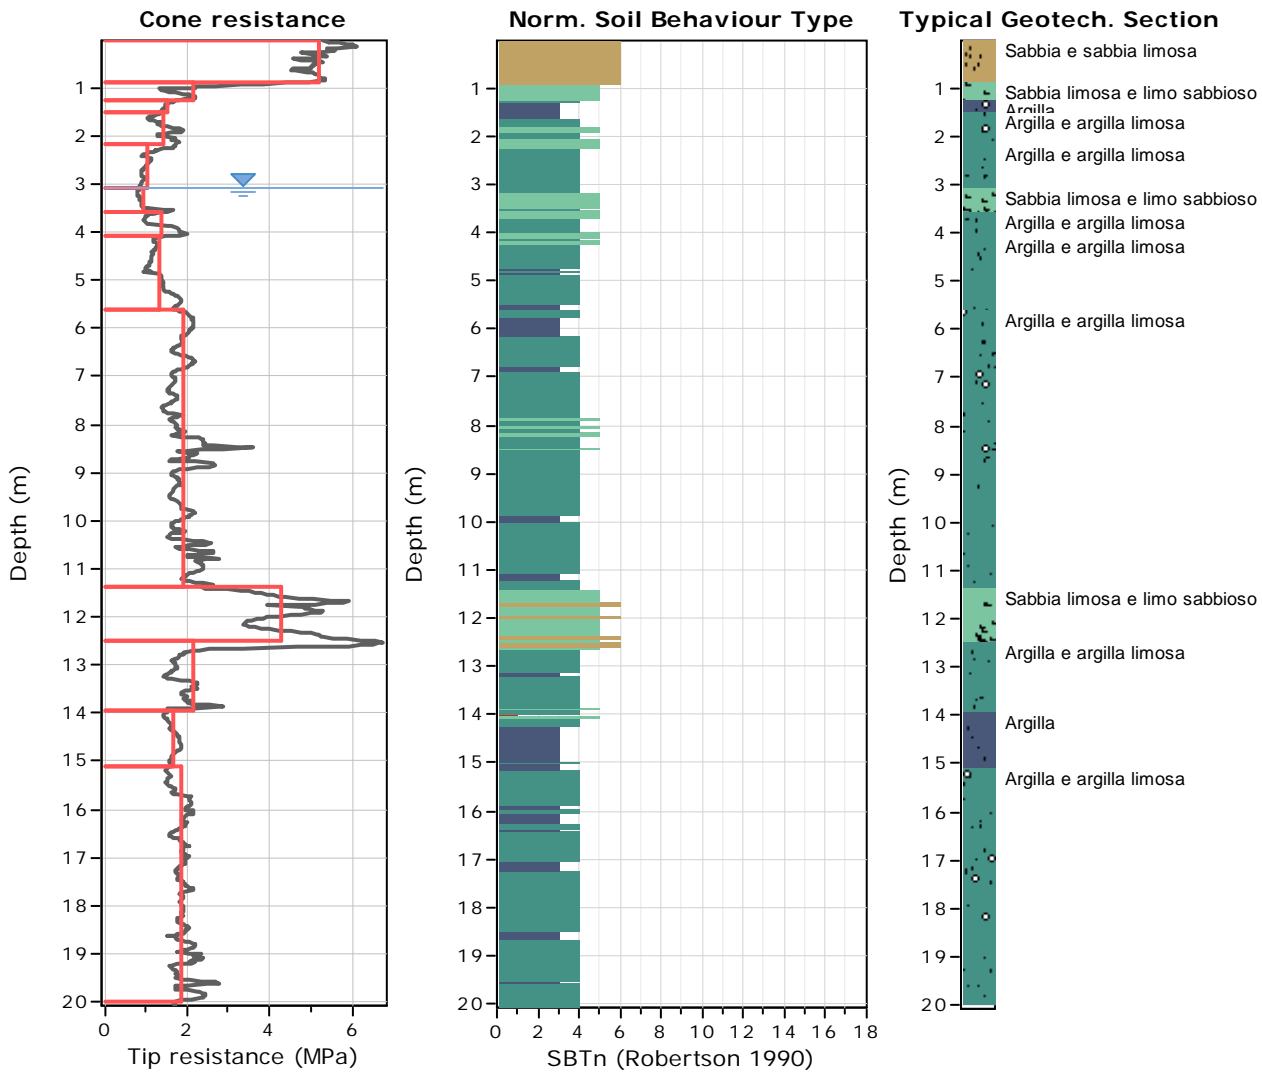 Cone resistance
Norm. Soil Behaviour Type
Typical Geotech. Section
Sabbia e sabbia limosa
Sabbia limosa e limo sabbioso
Argilla
Argilla e argilla limosa
Argilla e argilla limosa
Sabbia limosa e limo sabbioso
Argilla e argilla limosa
Argilla e argilla limosa
Argilla e argilla limosa
Sabbia limosa e limo sabbioso
Argilla e argilla limosa
Argilla
Argilla e argilla limosa
1
2
3
4
5
6
7
8
9
10
11
12
13
14
15
16
17
18
19
20
Depth (m)
0 2 4 6
Tip resistance (MPa)
1
2
3
4
5
6
7
8
9
10
11
12
13
14
15
16
17
18
19
20
Depth (m)
0 2 4 6 8 10 12 14 16 18
SBTn (Robertson 1990)
1
2
3
4
5
6
7
8
9
10
11
12
13
14
15
16
17
18
19
20
Depth (m)